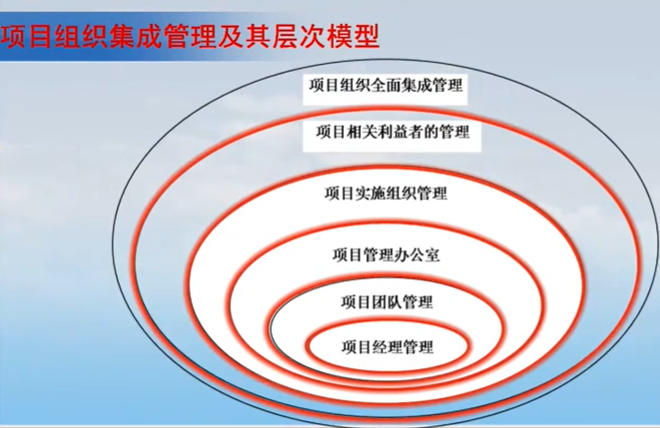 项目组织集成管理及其层次模型
项目组织全面集成管理
项目相关利益者的管理
项目实施组织管理
项目管理办公室
项目团队管理
项目经理管理